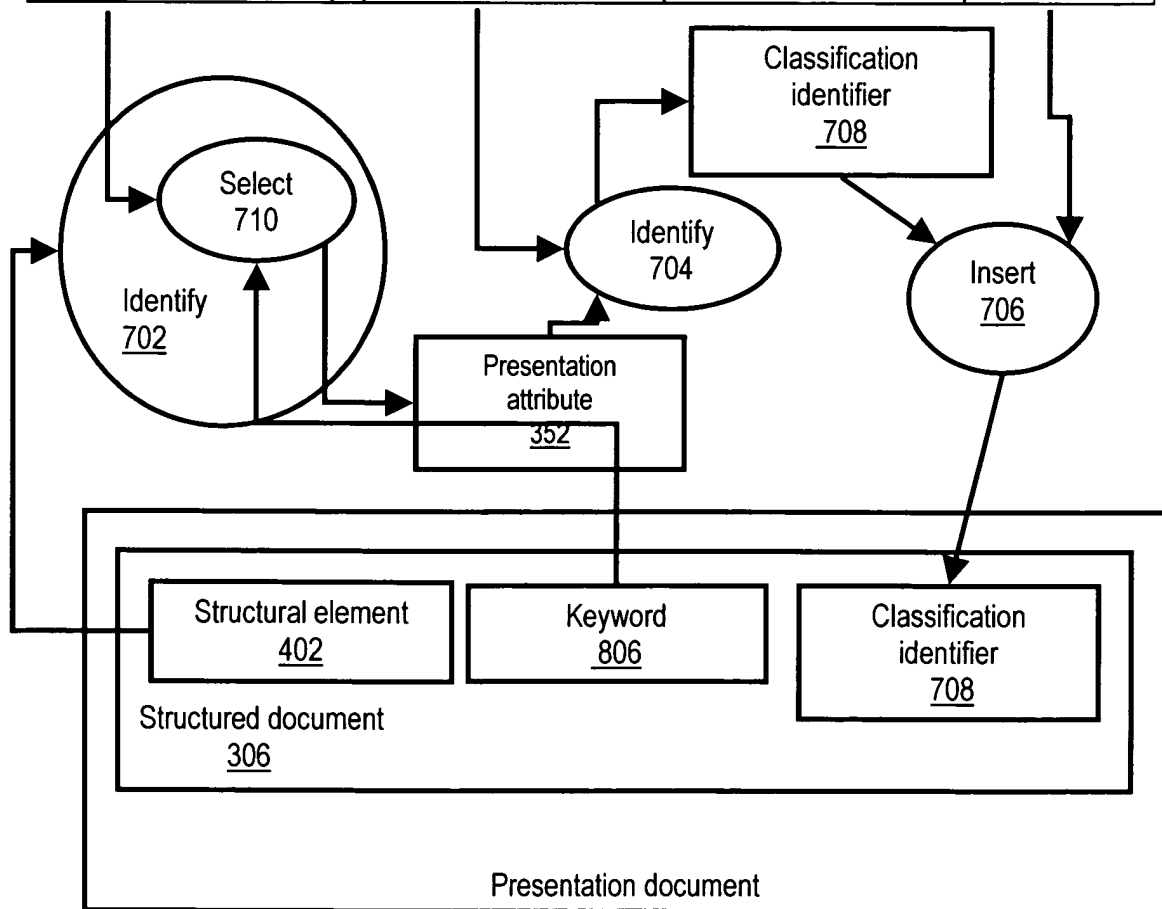 Classification
identifier
708
Select
710
Identify
704
Insert
706
Identify
702
Presentation
attribute
352
Structural element
402
Keyword
806
Classification
identifier
708
Structured document
306
Presentation document